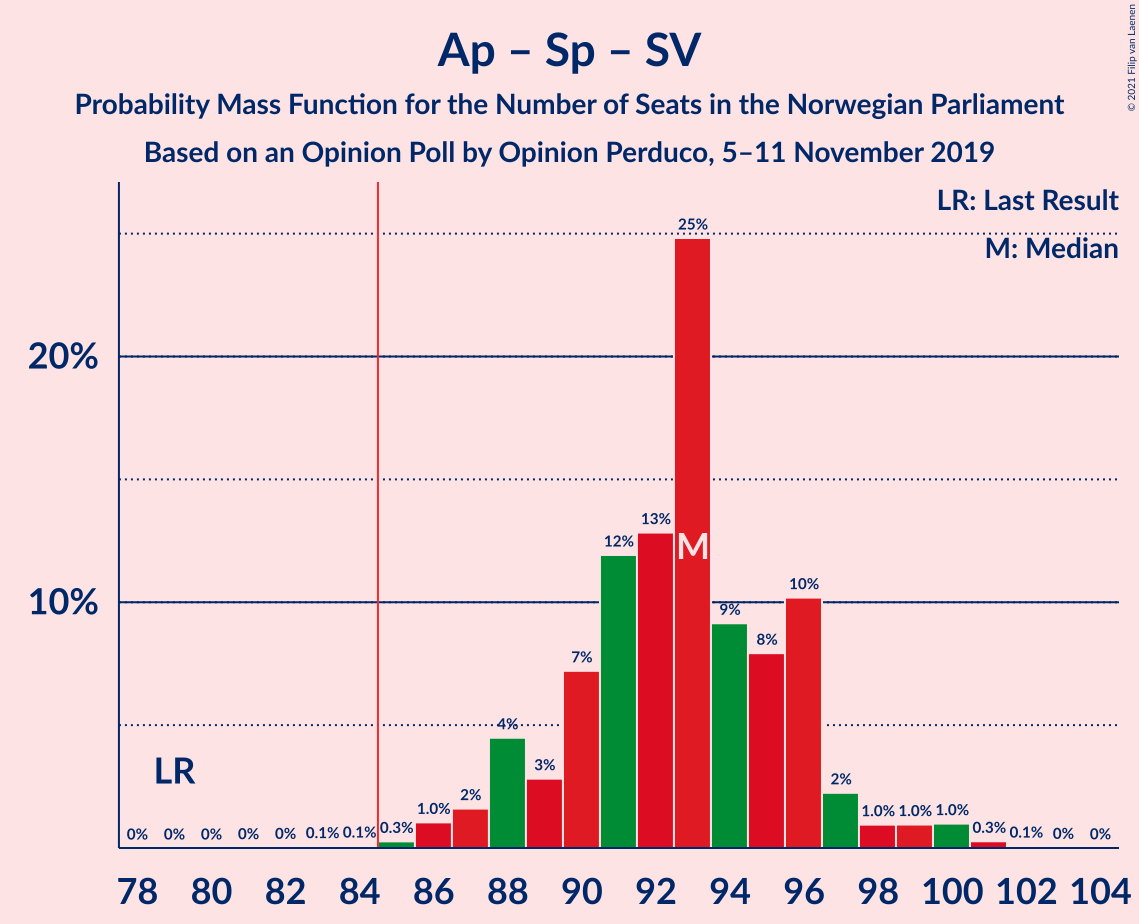 Ap – Sp – SV
Probability Mass Function for the Number of Seats in the Norwegian Parliament
Based on an Opinion Poll by Opinion Perduco, 5–11 November 2019
© 2021 Filip van Laenen
LR: Last Result
M: Median
20%
10%
LR
M
0% 0% 0% 0% 0% 0.1% 0.1% 0.3% 1.0% 2% 4% 3% 7% 12% 13% 25% 9% 8% 10% 2% 1.0% 1.0% 1.0% 0.3% 0.1% 0% 0%
78 80 82 84 86 88 90 92 94 96 98 100 102 104